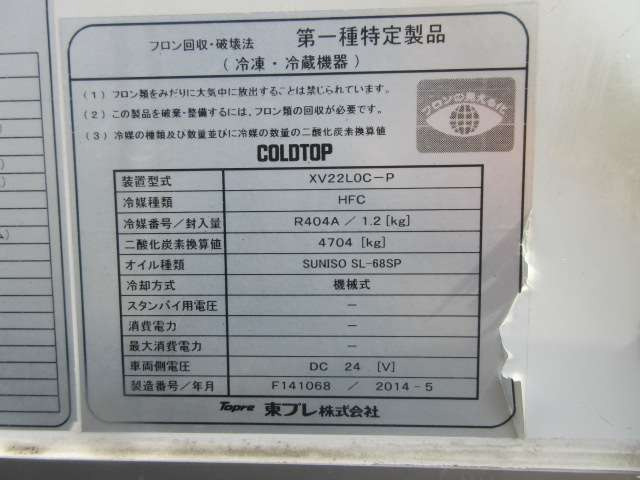 フロン回収・破壊法 第一種特定製品
(冷凍・冷蔵機器)
(1) フロン類をみだりに大気中に放出することは禁じられています。
(2) この製品を廃棄・整備するには、フロン類の回収が必要です。
(3) 冷媒の種類及び数量並びに冷媒の数量の二酸化炭素換算値
フロンの見える化
COLDTOP
装置型式 XV22L0C-P
冷媒種類 HFC
冷媒番号/封入量 R404A / 1.2 [kg]
二酸化炭素換算値 4704 [kg]
オイル種類 SUNISO SL-68SP
冷却方式 機械式
スタンバイ用電圧 -
消費電力 -
最大消費電力 -
車両側電圧 DC 24 [V]
製造番号/年月 F141068 / 2014-5
Topre 東プレ株式会社